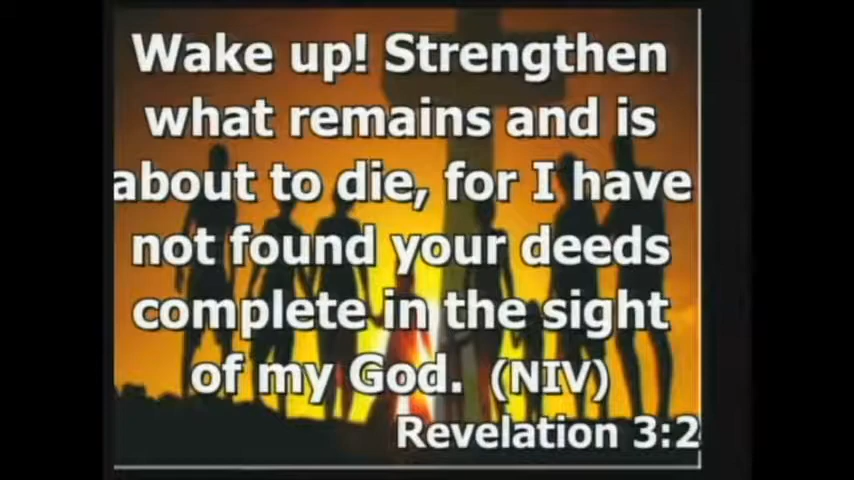 Wake up! Strengthen
what remains and is
about to die, for I have
not found your deeds
complete in the sight
of my God. (NIV)
Revelation 3:2